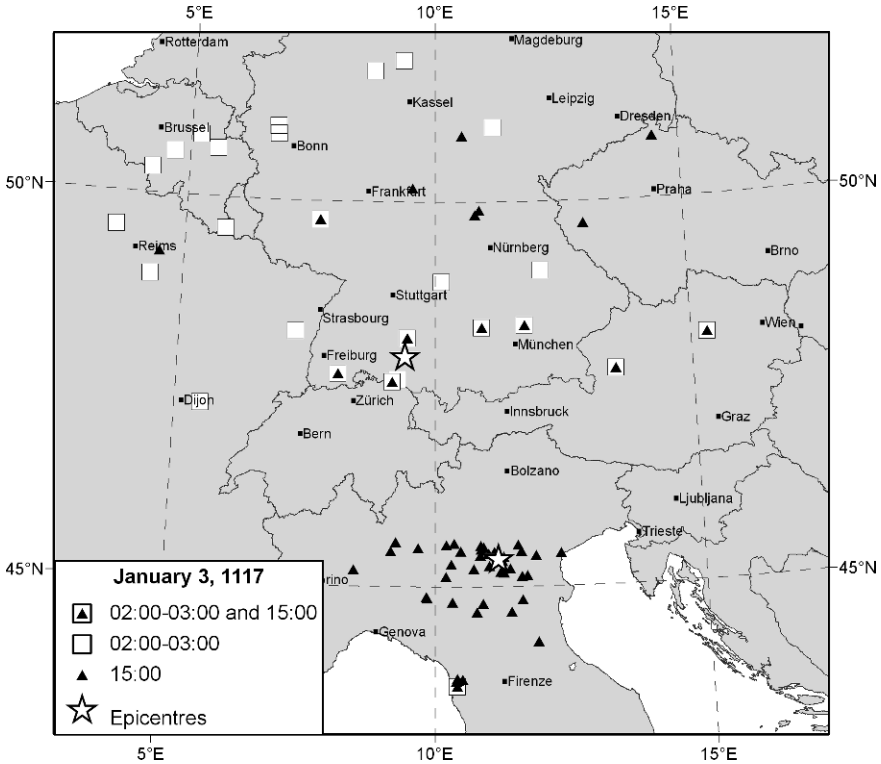 5°E 10°E 15°E
Rotterdam
Magdeburg
Kassel
Leipzig
Dresden
Brussel
Bonn
50°N
50°N
Frankfurt
Praha
Reims
Nürnberg
Brno
Stuttgart
Strasbourg
Wien
München
Freiburg
Dijon
Zürich
Innsbruck
Graz
Bern
Bolzano
Ljubljana
Trieste
45°N
45°N
orino
Genova
Firenze
January 3, 1117
02:00-03:00 and 15:00
02:00-03:00
15:00
Epicentres
5°E 10°E 15°E